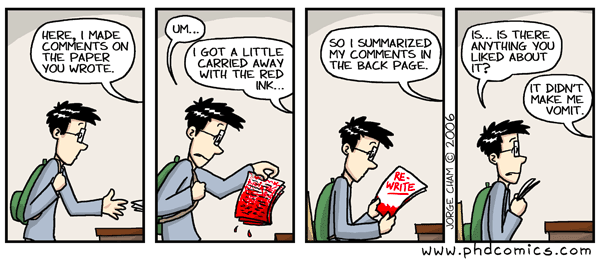 HERE, I MADE
COMMENTS ON
THE PAPER
YOU WROTE.
UM...
I GOT A LITTLE
CARRIED AWAY
WITH THE RED
INK...
SO I SUMMARIZED
MY COMMENTS IN
THE BACK PAGE.
RE-
WRITE
JORGE CHAM © 2006
IS... IS THERE
ANYTHING YOU
LIKED ABOUT
IT?
IT DIDN'T
MAKE ME
VOMIT.
www.phdcomics.com